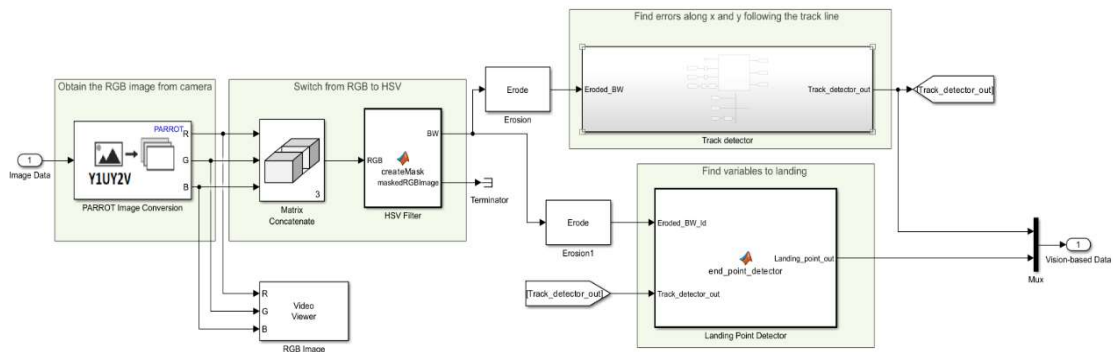 Find errors along x and y following the track line
Obtain the RGB image from camera
Switch from RGB to HSV
Erode
Eroded_BW
Track_detector_out
[Track_detector_out]
Erosion
Track detector
PARROT
R
G
B
1
Image Data
Y1UY2V
PARROT Image Conversion
3
Matrix
Concatenate
RGB
BW
createMask
maskedRGBImage
HSV Filter
Terminator
Find variables to landing
Erode
Erosion1
Eroded_BW_ld
end_point_detector
Landing_point_out
[Track_detector_out]
Track_detector_out
Landing Point Detector
Mux
1
Vision-based Data
R
G
B
Video
Viewer
RGB Image